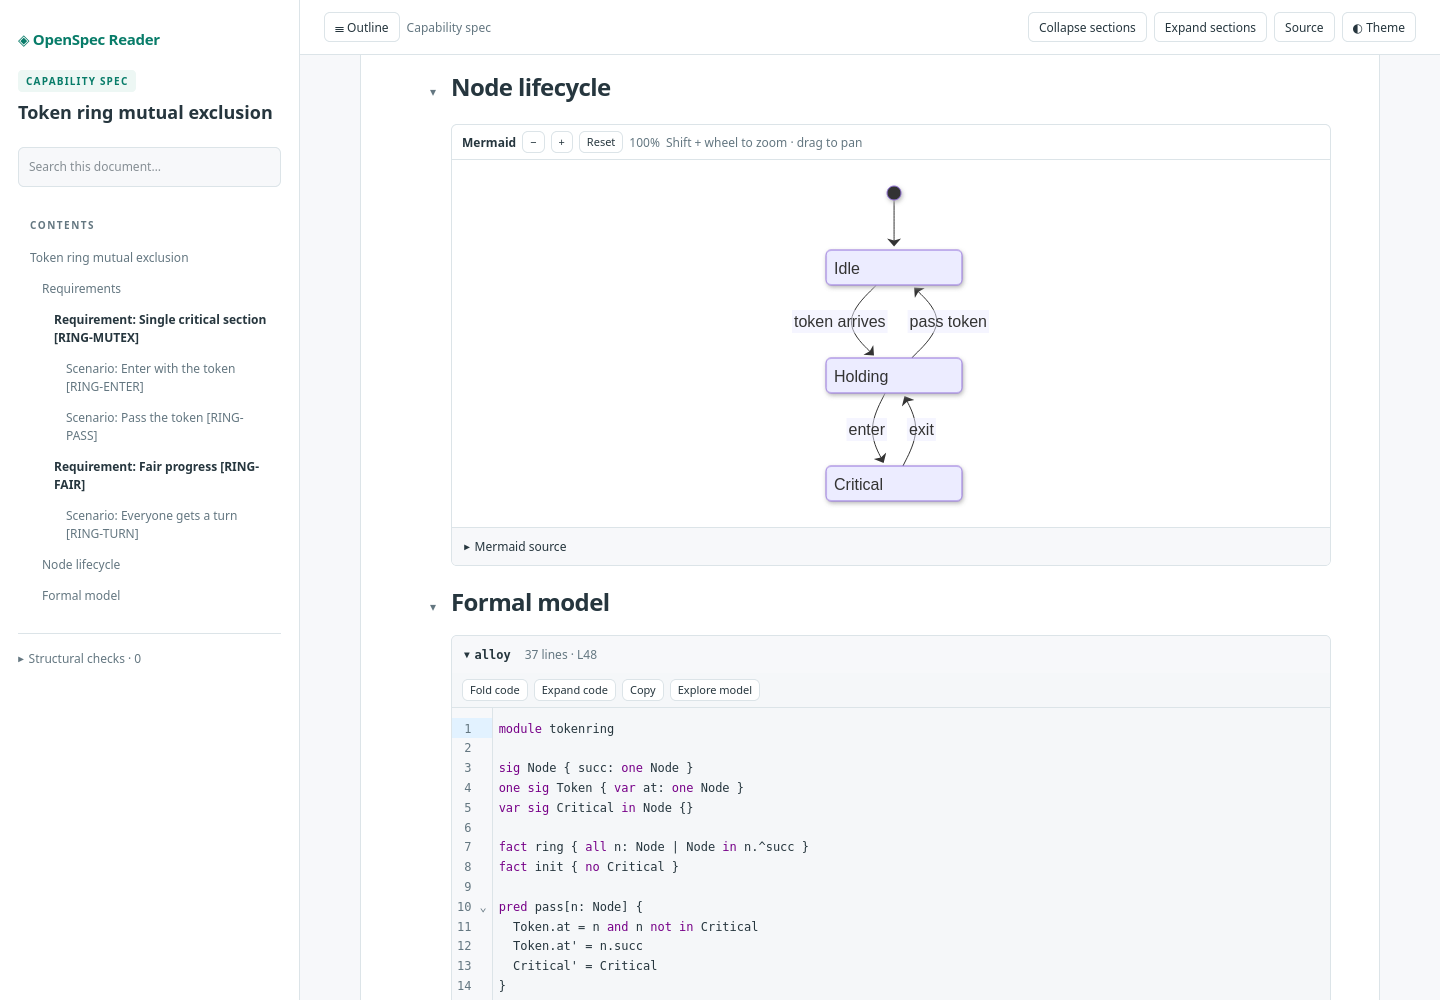 ◈ OpenSpec Reader
CAPABILITY SPEC
Token ring mutual exclusion
Search this document...
CONTENTS
Token ring mutual exclusion
Requirements
Requirement: Single critical section
[RING-MUTEX]
Scenario: Enter with the token
[RING-ENTER]
Scenario: Pass the token [RING-
PASS]
Requirement: Fair progress [RING-
FAIR]
Scenario: Everyone gets a turn
[RING-TURN]
Node lifecycle
Formal model
▸ Structural checks · 0
≡ Outline
Capability spec
Collapse sections
Expand sections
Source
◐ Theme
▾ Node lifecycle
Mermaid − + Reset 100% Shift + wheel to zoom · drag to pan
Idle
token arrives
pass token
Holding
enter
exit
Critical
▸ Mermaid source
▾ Formal model
▾ alloy 37 lines · L48
Fold code
Expand code
Copy
Explore model
1 module tokenring
2
3 sig Node { succ: one Node }
4 one sig Token { var at: one Node }
5 var sig Critical in Node {}
6
7 fact ring { all n: Node | Node in n.^succ }
8 fact init { no Critical }
9
10 ⌄ pred pass[n: Node] {
11 Token.at = n and n not in Critical
12 Token.at' = n.succ
13 Critical' = Critical
14 }